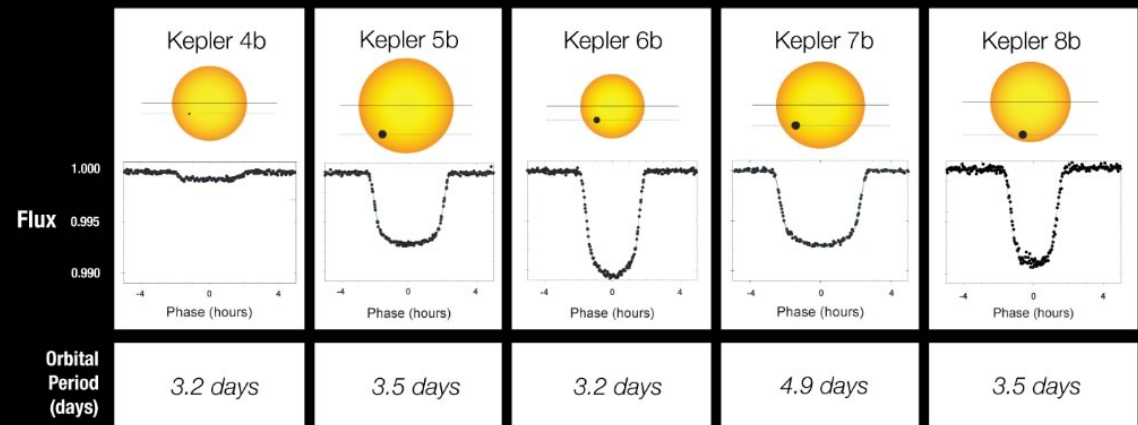 Kepler 4b
Kepler 5b
Kepler 6b
Kepler 7b
Kepler 8b
Flux
1.000
0.995
0.990
-4 0 4
Phase (hours)
-4 0 4
Phase (hours)
-4 0 4
Phase (hours)
-4 0 4
Phase (hours)
-4 0 4
Phase (hours)
Orbital
Period
(days)
3.2 days
3.5 days
3.2 days
4.9 days
3.5 days